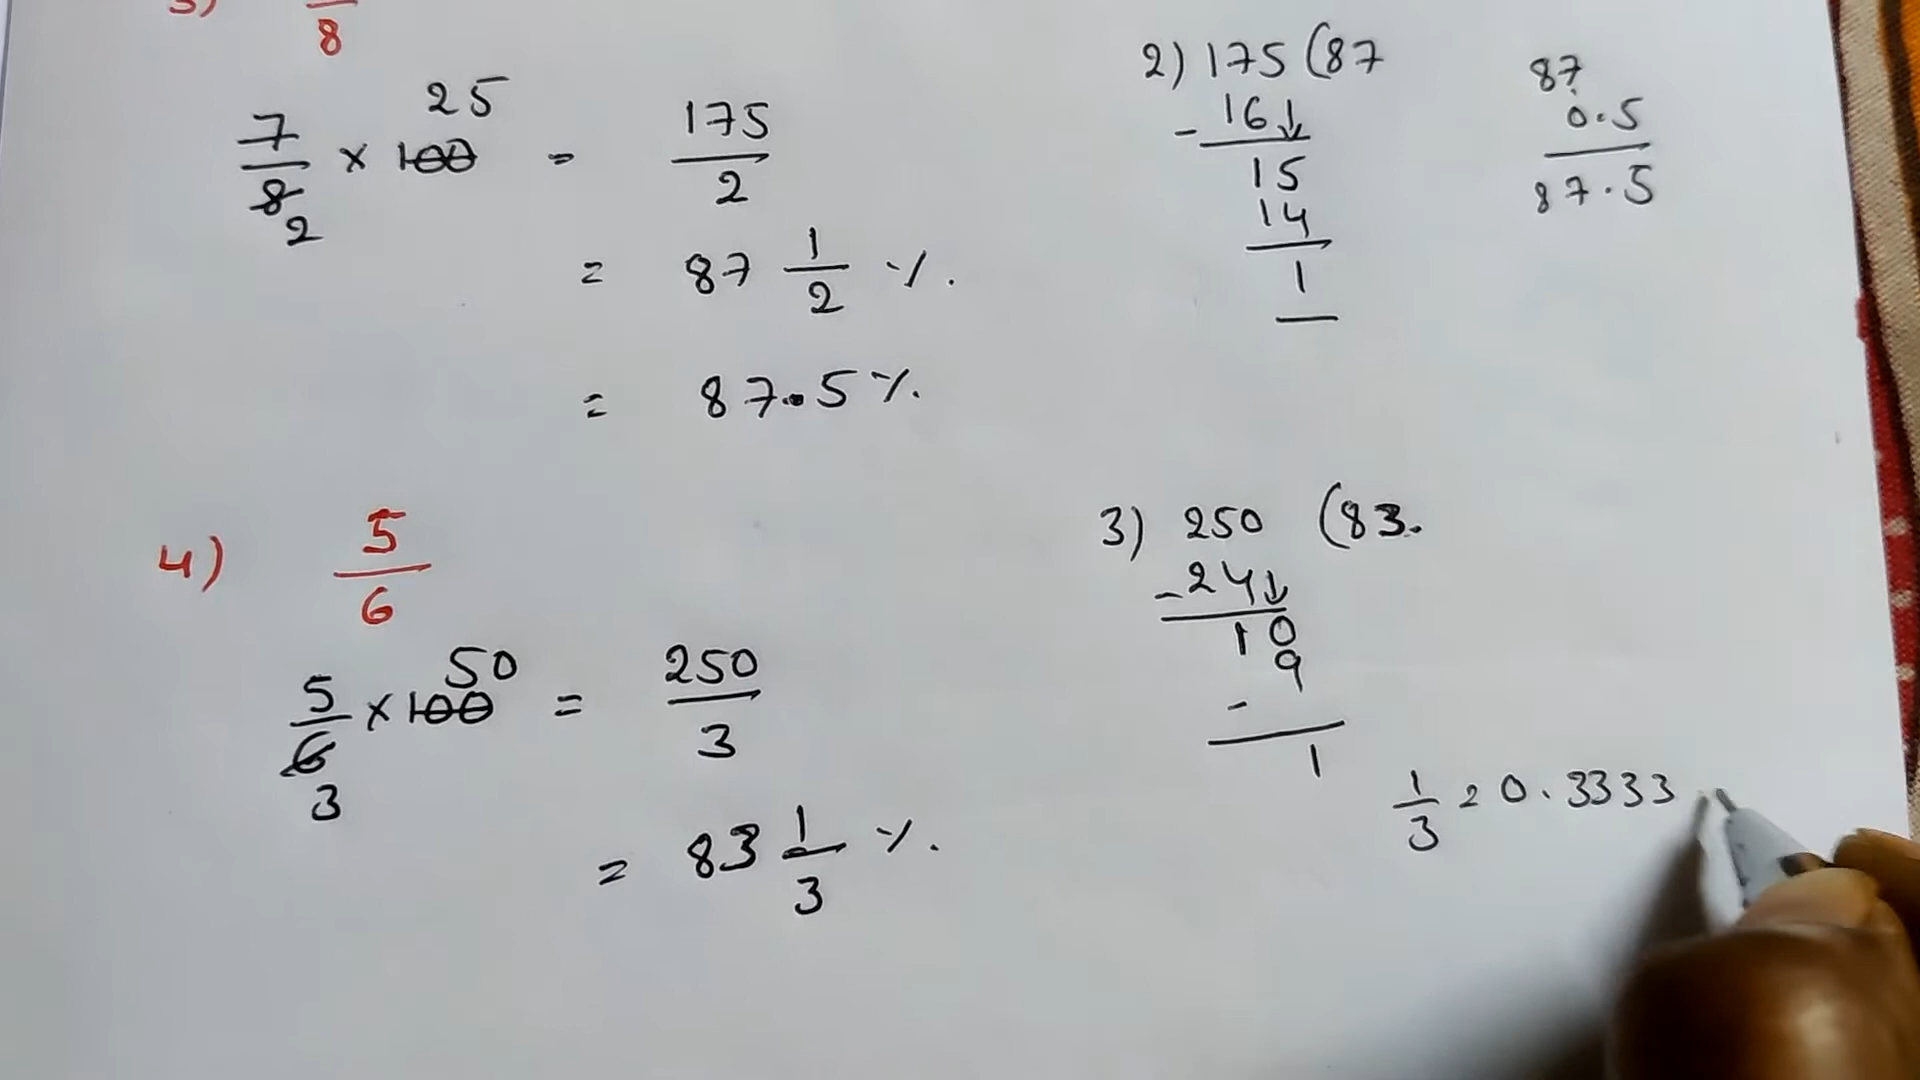 8
7/8 × 100 = 175/2
25
2
= 87 1/2 %.
= 87.5 %.
2) 175 (87
- 16↓
15
14
1
87
0.5
87.5
4) 5/6
5/6 × 100 = 250/3
50
3
= 83 1/3 %.
3) 250 (83.
- 24↓
10
9
-
1
1/3 = 0.3333